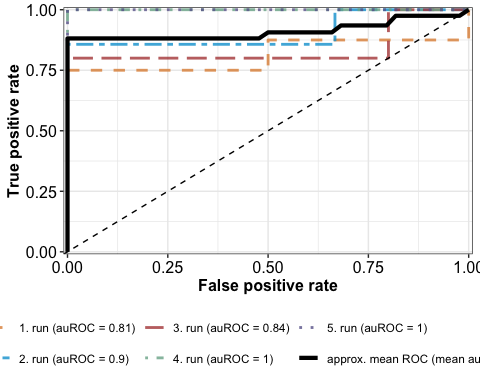 1.00
0.75
0.50
0.25
0.00
True positive rate
0.00 0.25 0.50 0.75 1.00
False positive rate
1. run (auROC = 0.81) 3. run (auROC = 0.84) 5. run (auROC = 1)
2. run (auROC = 0.9) 4. run (auROC = 1) approx. mean ROC (mean au